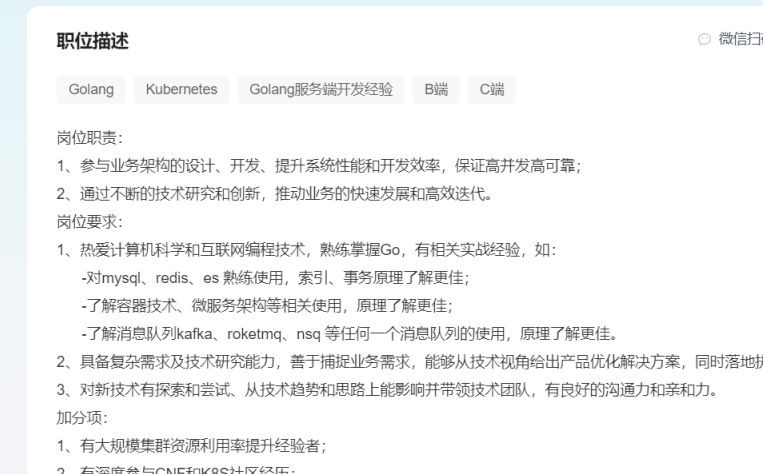 职位描述
微信扫
Golang Kubernetes Golang服务端开发经验 B端 C端
岗位职责：
1、参与业务架构的设计、开发、提升系统性能和开发效率，保证高并发高可靠；
2、通过不断的技术研究和创新，推动业务的快速发展和高效迭代。
岗位要求：
1、热爱计算机科学和互联网编程技术，熟练掌握Go，有相关实战经验，如：
-对mysql、redis、es 熟练使用，索引、事务原理了解更佳；
-了解容器技术、微服务架构等相关使用，原理了解更佳；
-了解消息队列kafka、roketmq、nsq 等任何一个消息队列的使用，原理了解更佳。
2、具备复杂需求及技术研究能力，善于捕捉业务需求，能够从技术视角给出产品优化解决方案，同时落地
3、对新技术有探索和尝试、从技术趋势和思路上能影响并带领技术团队，有良好的沟通力和亲和力。
加分项：
1、有大规模集群资源利用率提升经验者；
2、有深度参与CNF和K8S社区经历；